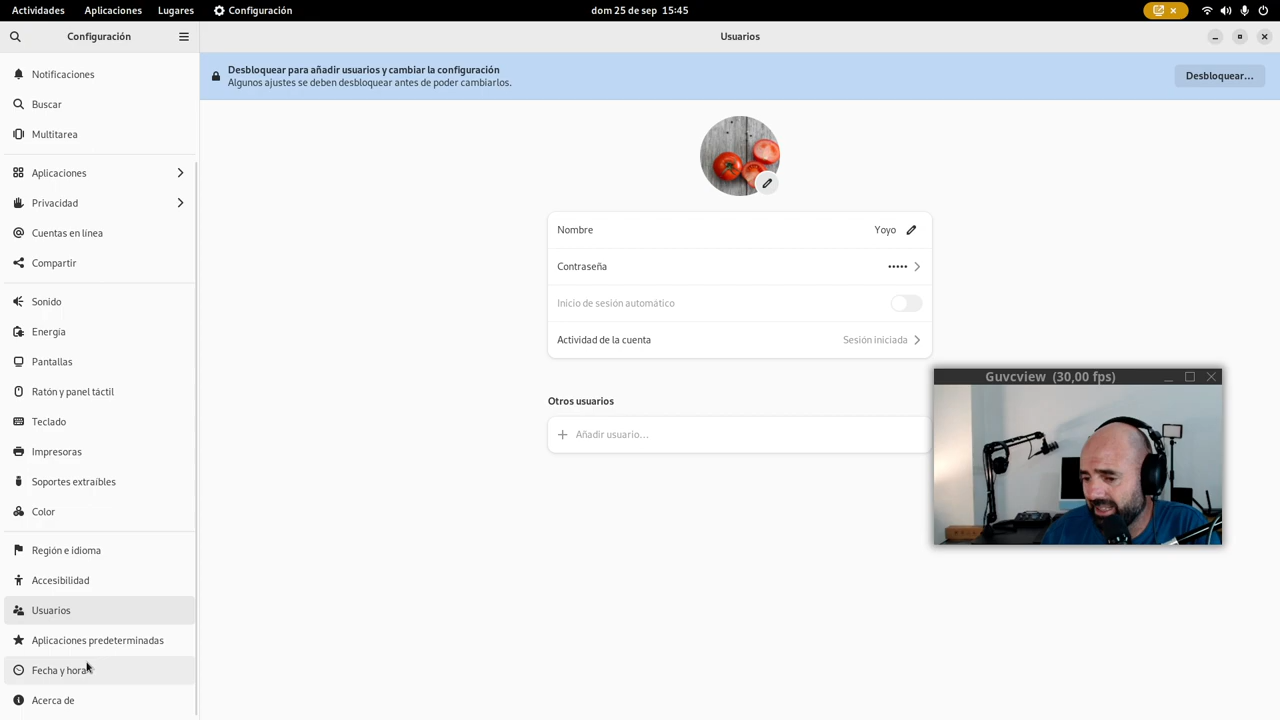 Actividades
Aplicaciones
Lugares
Configuración
dom 25 de sep 15:45
Configuración
Usuarios
Notificaciones
Buscar
Multitarea
Aplicaciones
Privacidad
Cuentas en línea
Compartir
Sonido
Energía
Pantallas
Ratón y panel táctil
Teclado
Impresoras
Soportes extraíbles
Color
Región e idioma
Accesibilidad
Usuarios
Aplicaciones predeterminadas
Fecha y hora
Acerca de
Desbloquear para añadir usuarios y cambiar la configuración
Algunos ajustes se deben desbloquear antes de poder cambiarlos.
Desbloquear…
Nombre
Yoyo
Contraseña
•••••
Inicio de sesión automático
Actividad de la cuenta
Sesión iniciada
Otros usuarios
Añadir usuario…
Guvcview (30,00 fps)